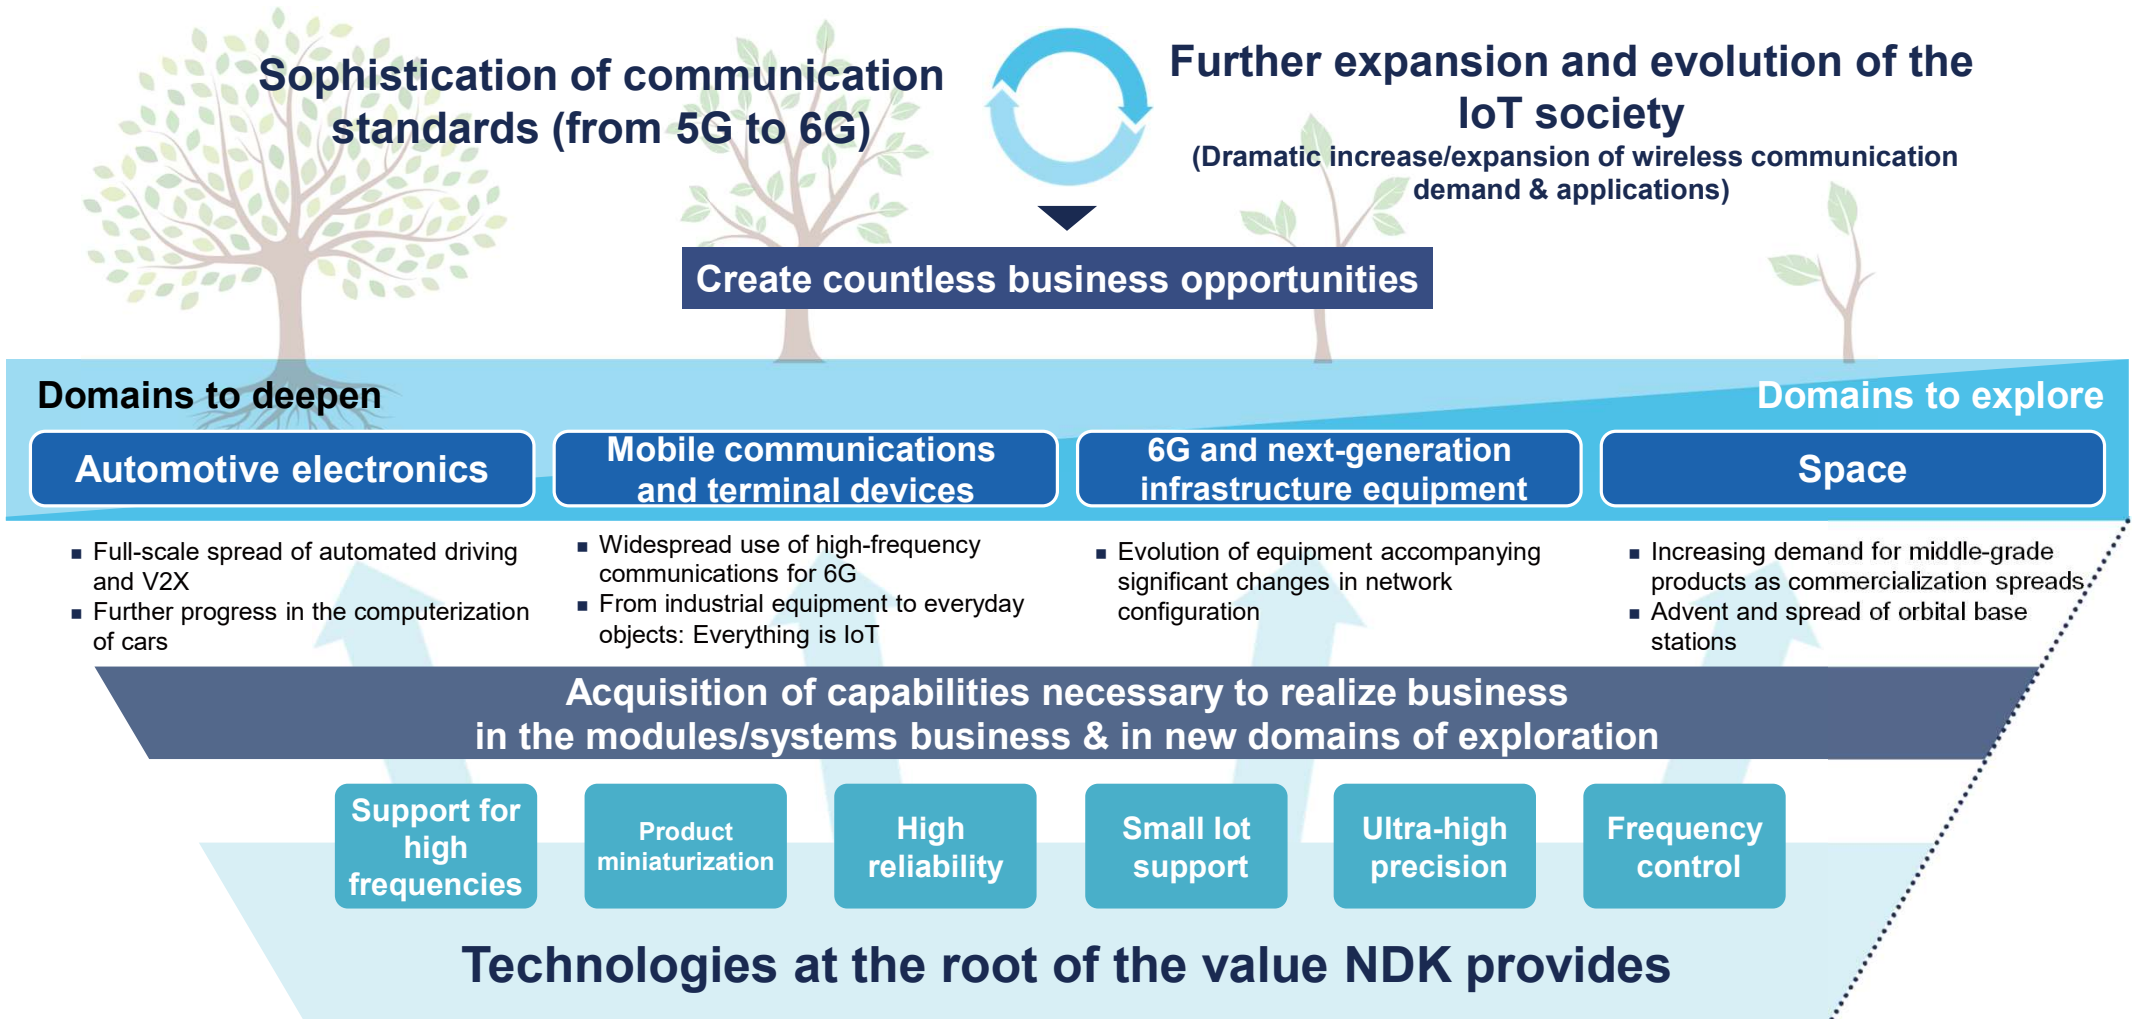 Sophistication of communication
standards (from 5G to 6G)
Further expansion and evolution of the
IoT society
(Dramatic increase/expansion of wireless communication
demand & applications)
Create countless business opportunities
Domains to deepen
Domains to explore
Automotive electronics
Mobile communications
and terminal devices
6G and next-generation
infrastructure equipment
Space
▪ Full-scale spread of automated driving
and V2X
▪ Further progress in the computerization
of cars
▪ Widespread use of high-frequency
communications for 6G
▪ From industrial equipment to everyday
objects: Everything is IoT
▪ Evolution of equipment accompanying
significant changes in network
configuration
▪ Increasing demand for middle-grade
products as commercialization spreads
▪ Advent and spread of orbital base
stations
Acquisition of capabilities necessary to realize business
in the modules/systems business & in new domains of exploration
Support for
high
frequencies
Product
miniaturization
High
reliability
Small lot
support
Ultra-high
precision
Frequency
control
Technologies at the root of the value NDK provides